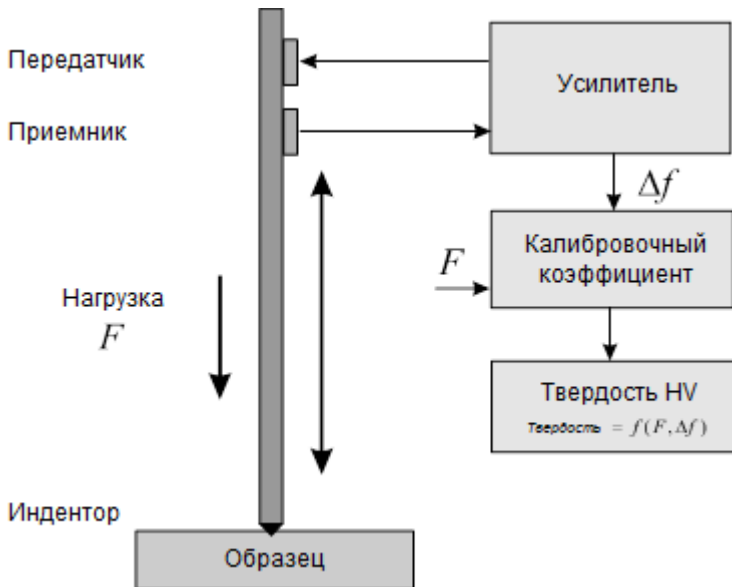 Передатчик
Приемник
Усилитель
Δf
Калибровочный
коэффициент
F
Нагрузка
F
Твердость HV
Твердость = f(F,Δf)
Индентор
Образец